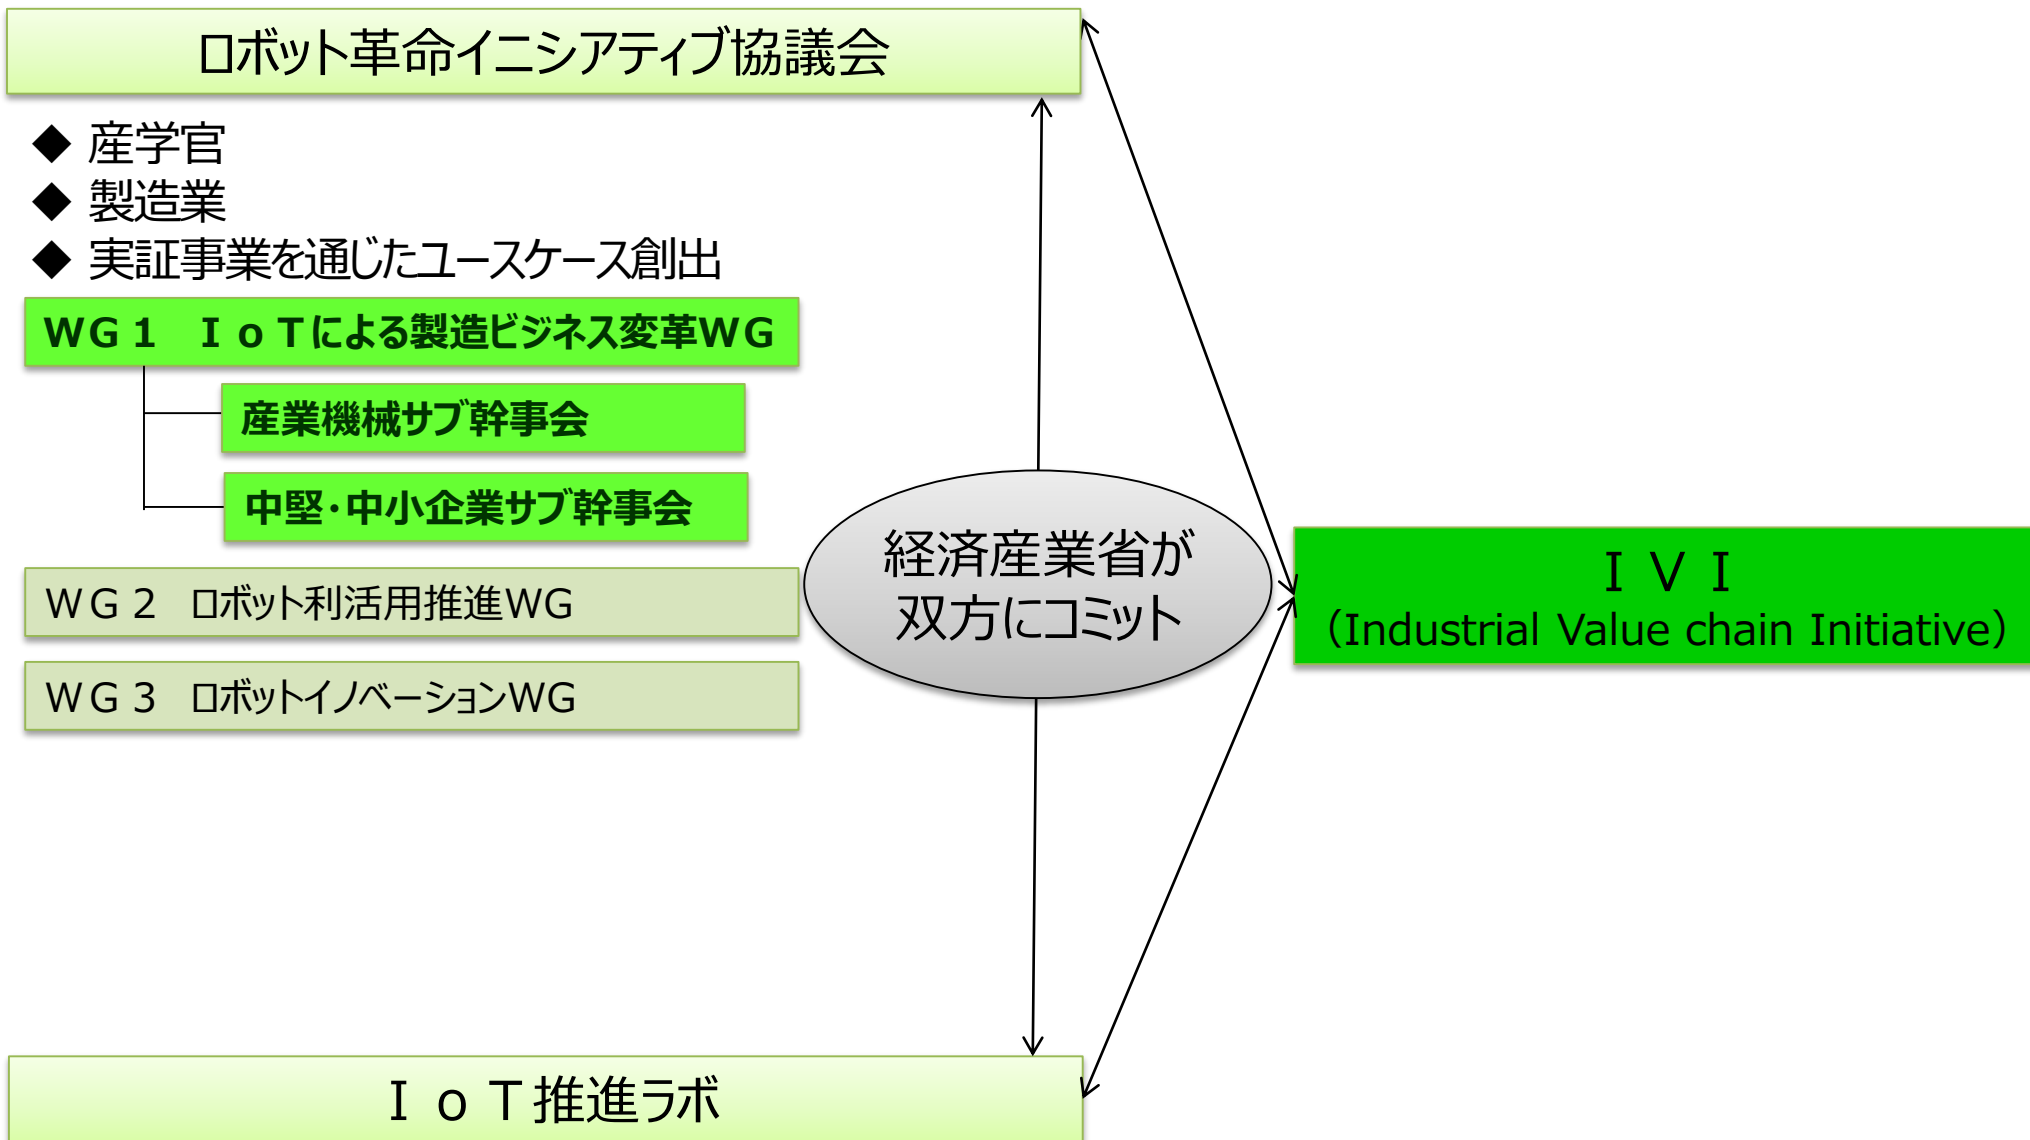 ロボット革命イニシアティブ協議会
◆ 産学官
◆ 製造業
◆ 実証事業を通じたユースケース創出
WG１　ＩｏＴによる製造ビジネス変革WG
産業機械サブ幹事会
中堅・中小企業サブ幹事会
WG２　ロボット利活用推進WG
WG３　ロボットイノベーションWG
経済産業省が
双方にコミット
ＩＶＩ
（Industrial Value chain Initiative）
ＩｏＴ推進ラボ